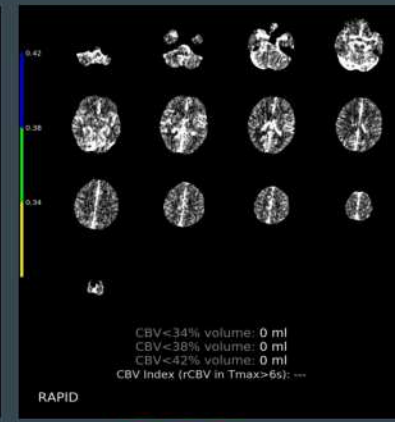 0.42
0.38
0.34
CBV<34% volume: 0 ml
CBV<38% volume: 0 ml
CBV<42% volume: 0 ml
CBV Index (rCBV in Tmax>6s): ---
RAPID